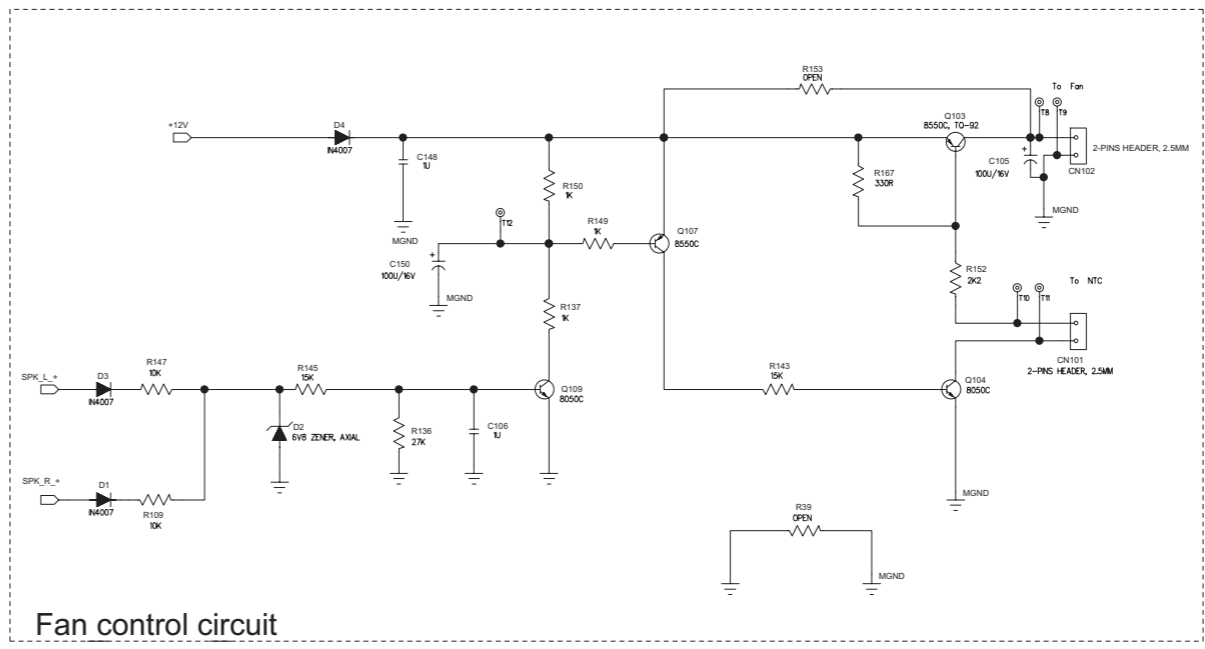 R153
OPEN
To Fan
T8
T9
+12V
D4
IN4007
Q103
8550C, TO-92
2-PINS HEADER, 2.5MM
CN102
C148
1U
MGND
R150
1K
R167
330R
C105
+
100U/16V
MGND
T12
R149
1K
Q107
8550C
C150
+
100U/16V
MGND
R152
2K2
To NTC
T10
T11
R137
1K
CN101
2-PINS HEADER, 2.5MM
SPK_L_+
D3
IN4007
R147
10K
R145
15K
Q109
8050C
R143
15K
Q104
8050C
D2
6V8 ZENER, AXIAL
R136
27K
C106
1U
SPK_R_+
D1
IN4007
R109
10K
MGND
R39
OPEN
MGND
Fan control circuit